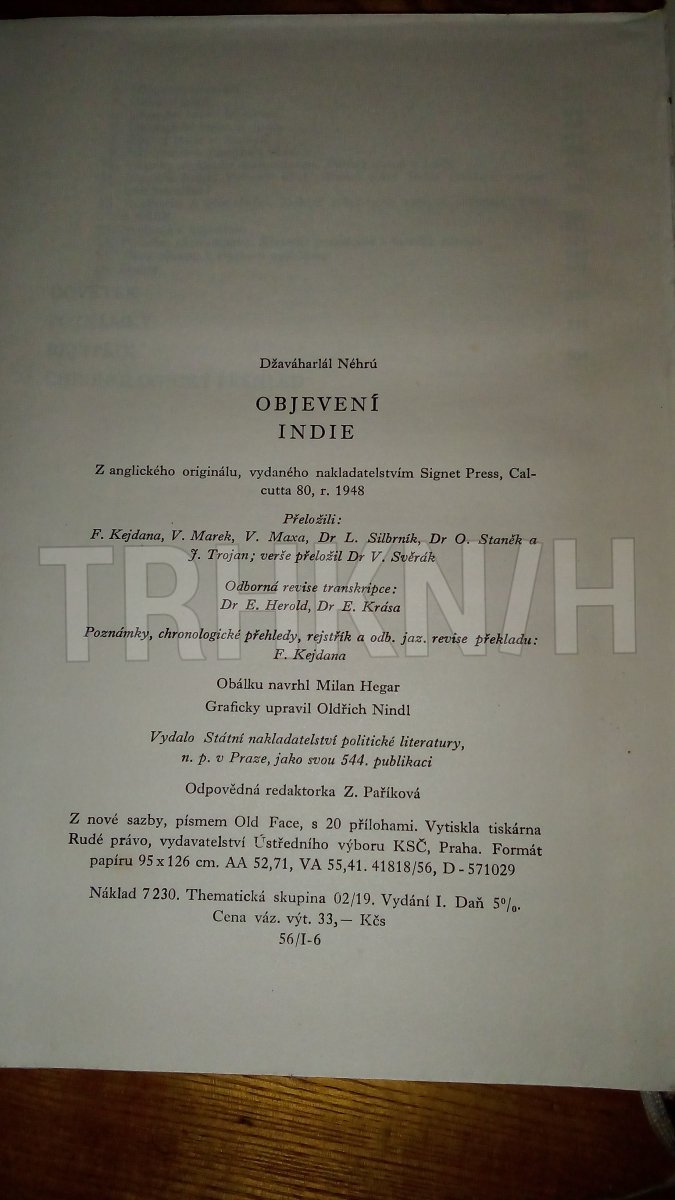 Džaváharlál Néhrú
OBJEVENÍ
INDIE
Z anglického originálu, vydaného nakladatelstvím Signet Press, Cal-
cutta 80, r. 1948
Přeložili:
F. Kejdana, V. Marek, V. Maxa, Dr L. Silbrník, Dr O. Staněk a
J. Trojan; verše přeložil Dr V. Svěrák
Odborná revise transkripce:
Dr E. Herold, Dr E. Krása
Poznámky, chronologické přehledy, rejstřík a odb. jaz. revise překladu:
F. Kejdana
Obálku navrhl Milan Hegar
Graficky upravil Oldřich Nindl
Vydalo Státní nakladatelství politické literatury,
n. p. v Praze, jako svou 544. publikaci
Odpovědná redaktorka Z. Paříková
Z nové sazby, písmem Old Face, s 20 přílohami. Vytiskla tiskárna
Rudé právo, vydavatelství Ústředního výboru KSČ, Praha. Formát
papíru 95 x 126 cm. AA 52,71, VA 55,41. 41818/56, D - 571029
Náklad 7230. Thematická skupina 02/19. Vydání I. Daň 5%.
Cena váz. výt. 33,— Kčs
56/I-6